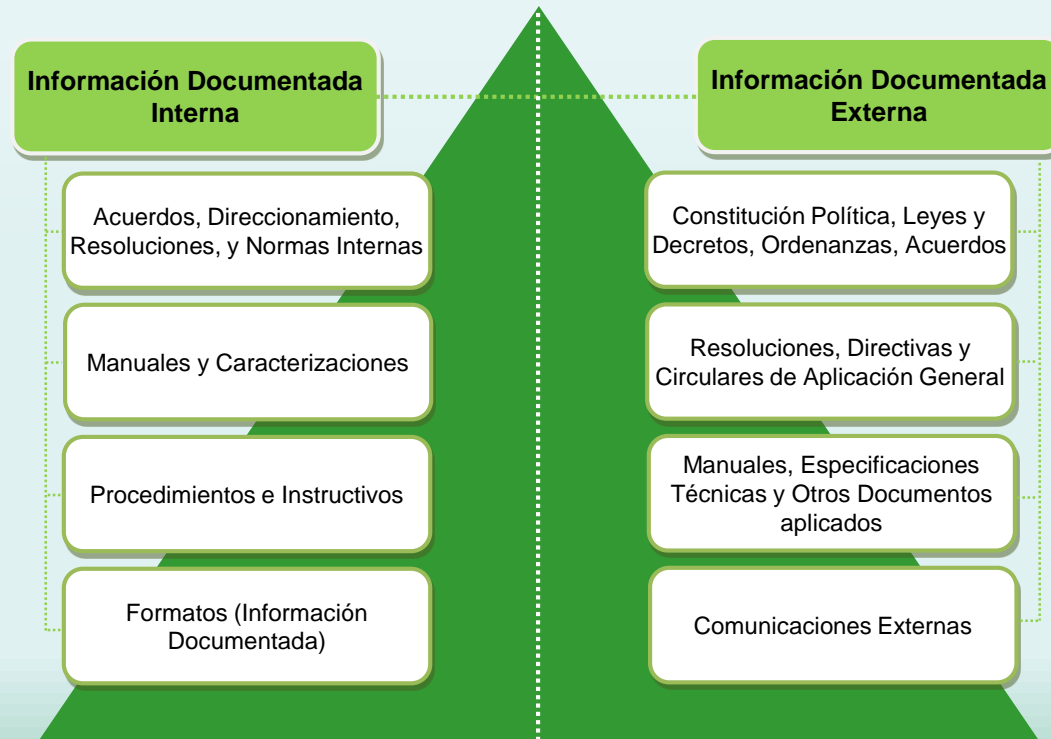 Información Documentada
Interna
Acuerdos, Direccionamiento,
Resoluciones, y Normas Internas
Manuales y Caracterizaciones
Procedimientos e Instructivos
Formatos (Información
Documentada)
Información Documentada
Externa
Constitución Política, Leyes y
Decretos, Ordenanzas, Acuerdos
Resoluciones, Directivas y
Circulares de Aplicación General
Manuales, Especificaciones
Técnicas y Otros Documentos
aplicados
Comunicaciones Externas